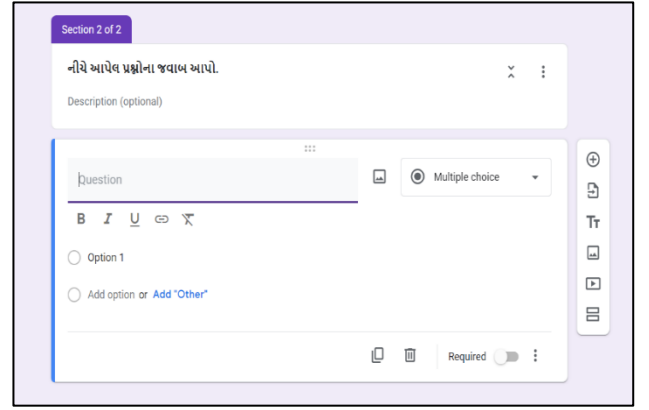 Section 2 of 2
નીચે આપેલ પ્રશ્નોના જવાબ આપો.
Description (optional)
Question
Multiple choice
B I U
Option 1
Add option or Add "Other"
Required
Tт